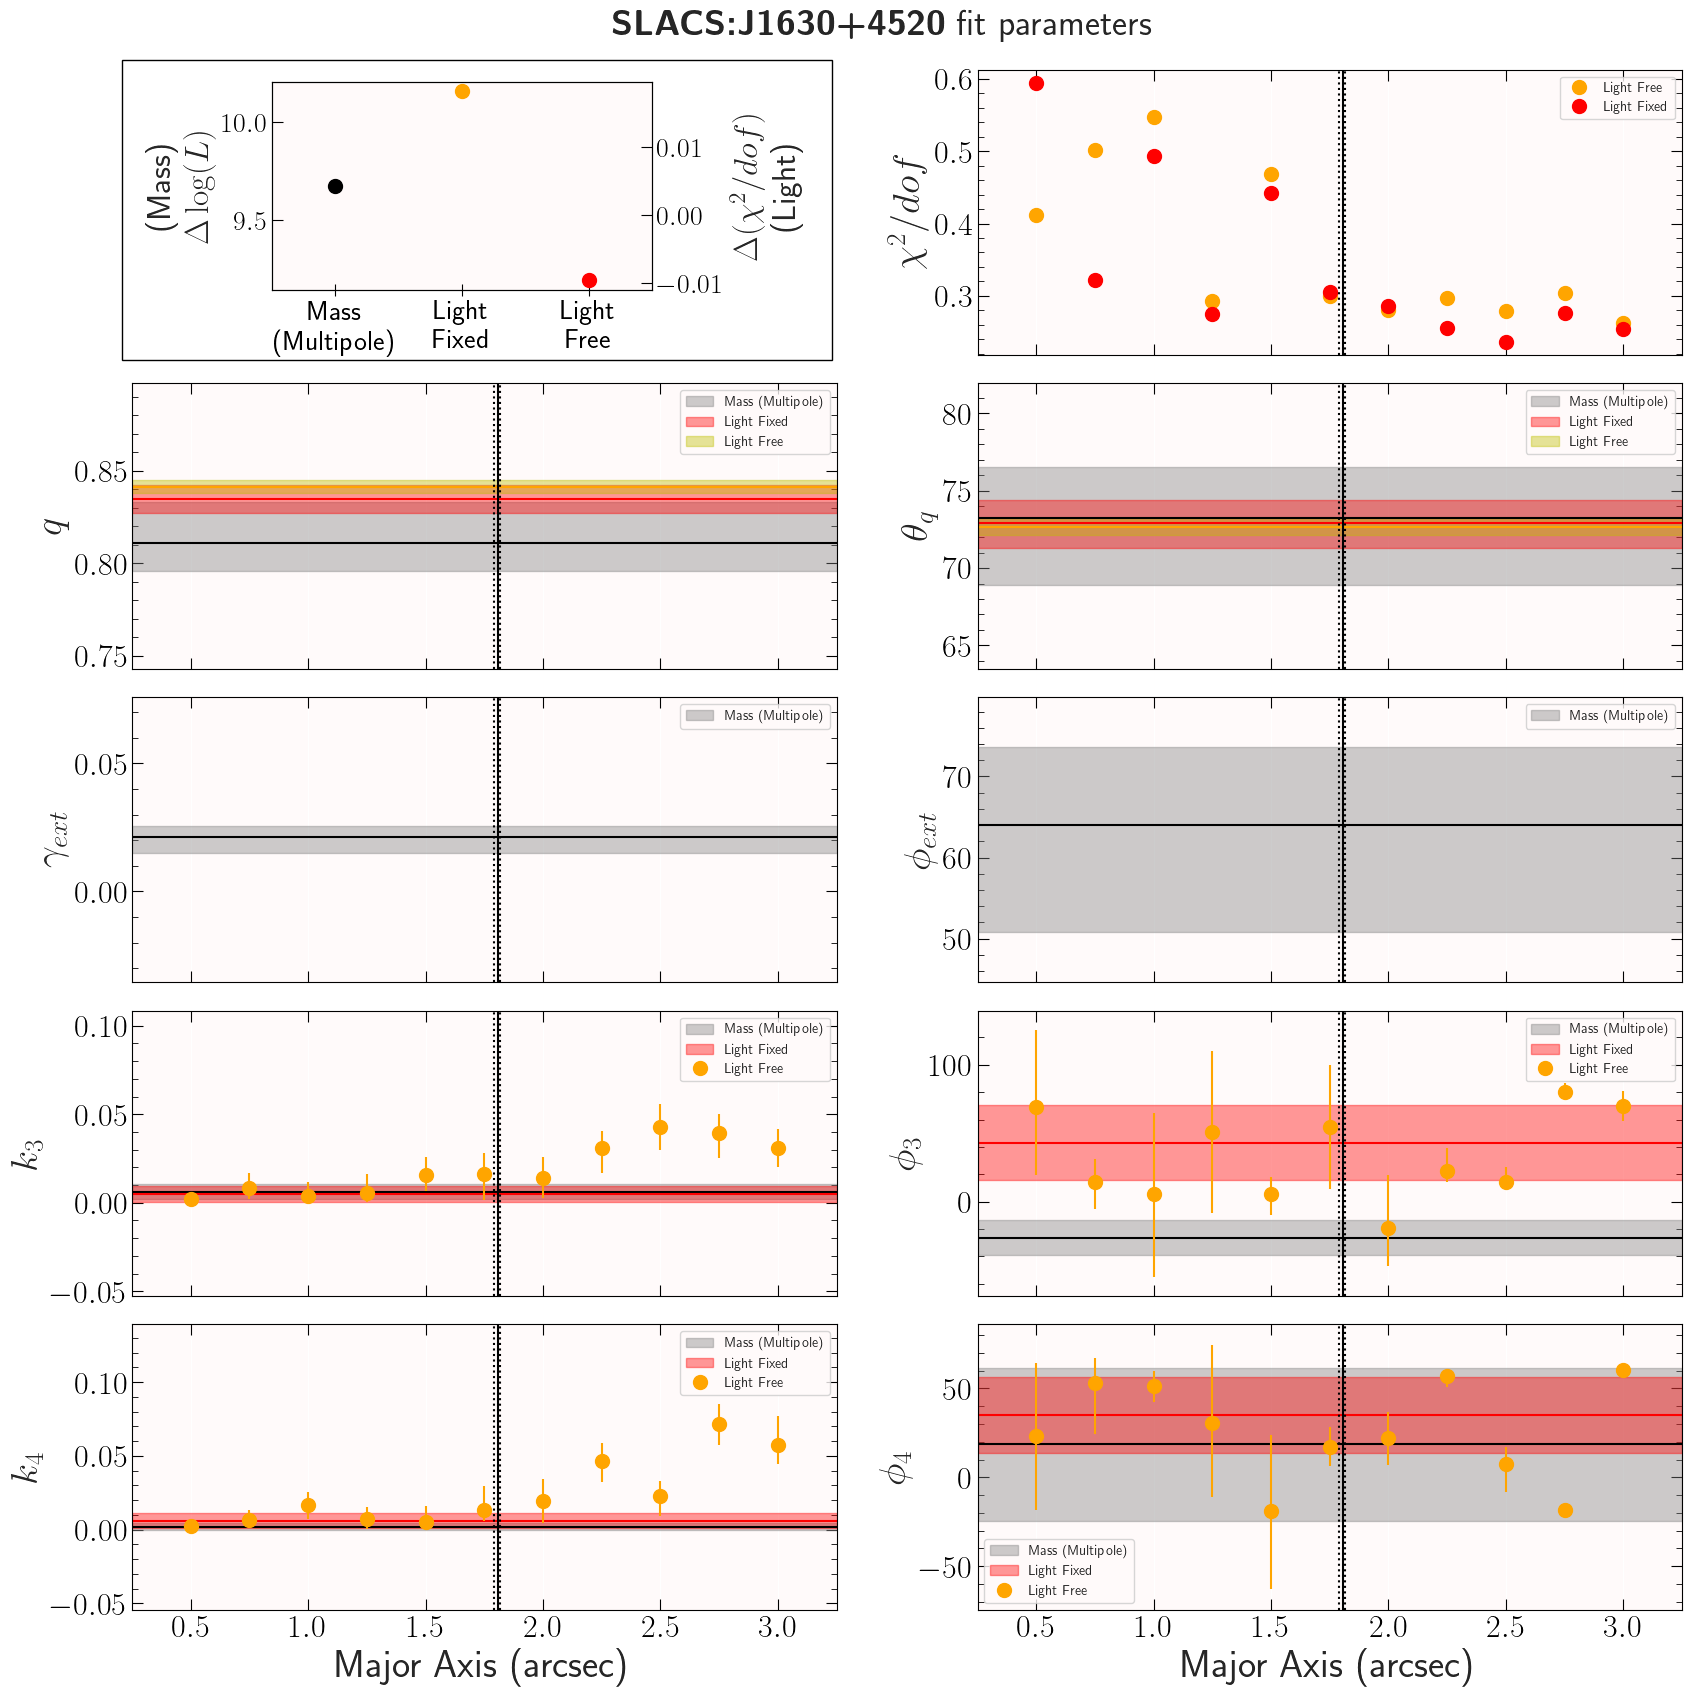 SLACS:J1630+4520 fit parameters
(Mass)
Δ log(L)
10.0
9.5
0.01
0.00
−0.01
Δ(χ²/dof)
(Light)
Mass
(Multipole)
Light
Fixed
Light
Free
χ²/dof
0.6
0.5
0.4
0.3
Light Free
Light Fixed
q
0.85
0.80
0.75
Mass (Multipole)
Light Fixed
Light Free
θ_q
80
75
70
65
Mass (Multipole)
Light Fixed
Light Free
γ_ext
0.05
0.00
Mass (Multipole)
ϕ_ext
70
60
50
Mass (Multipole)
k₃
0.10
0.05
0.00
−0.05
Mass (Multipole)
Light Fixed
Light Free
ϕ₃
100
0
Mass (Multipole)
Light Fixed
Light Free
k₄
0.10
0.05
0.00
−0.05
Mass (Multipole)
Light Fixed
Light Free
0.5 1.0 1.5 2.0 2.5 3.0
Major Axis (arcsec)
ϕ₄
50
0
−50
Mass (Multipole)
Light Fixed
Light Free
0.5 1.0 1.5 2.0 2.5 3.0
Major Axis (arcsec)